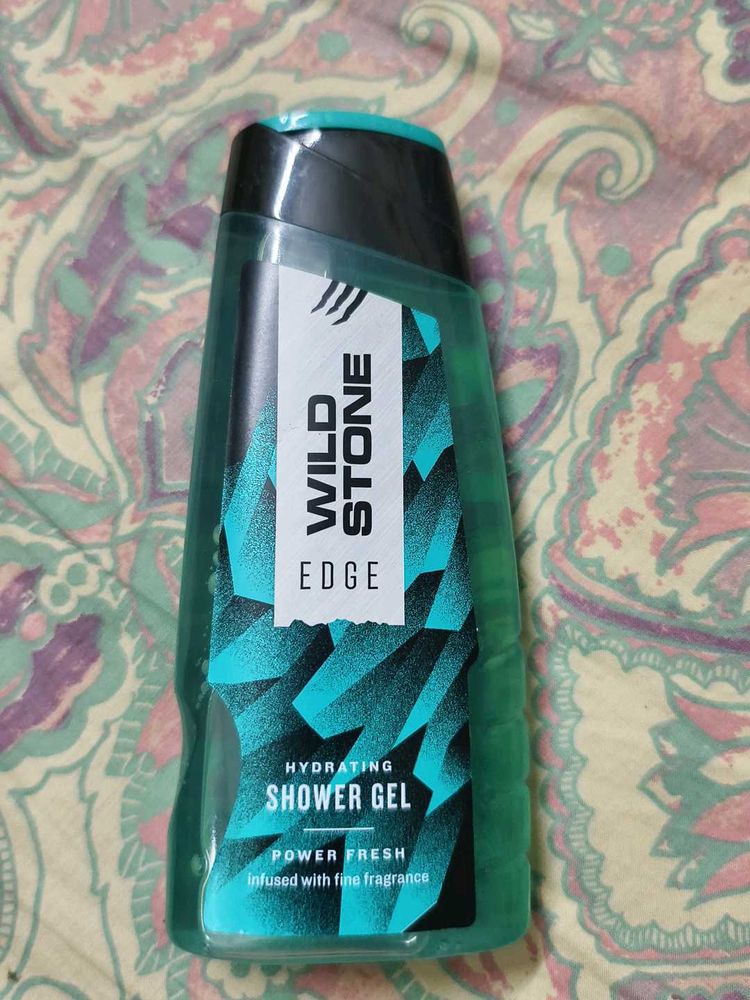 WILD
STONE
EDGE
HYDRATING
SHOWER GEL
POWER FRESH
infused with fine fragrance